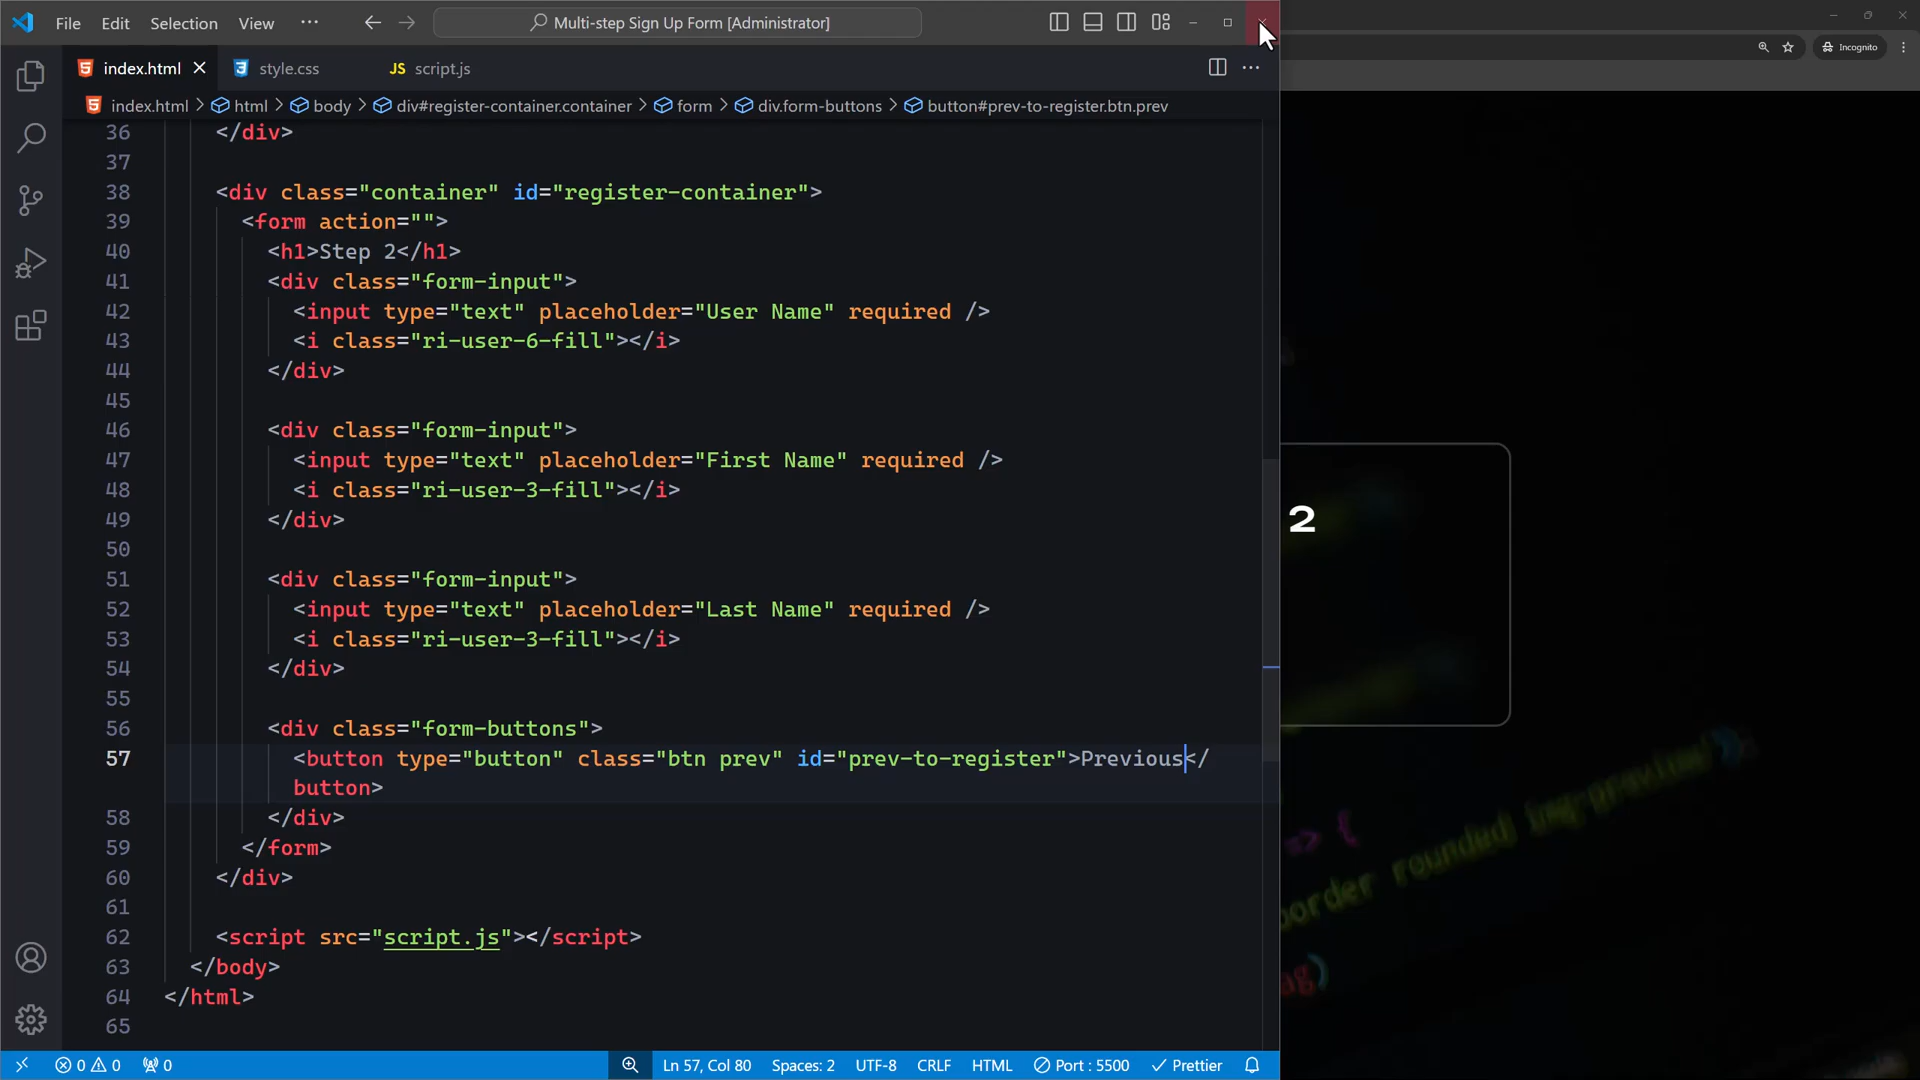 File Edit Selection View ··· Multi-step Sign Up Form [Administrator]
Incognito
index.html style.css JS script.js
index.html > html > body > div#register-container.container > form > div.form-buttons > button#prev-to-register.btn.prev
36 </div>
37
38 <div class="container" id="register-container">
39 <form action="">
40 <h1>Step 2</h1>
41 <div class="form-input">
42 <input type="text" placeholder="User Name" required />
43 <i class="ri-user-6-fill"></i>
44 </div>
45
46 <div class="form-input">
47 <input type="text" placeholder="First Name" required />
48 <i class="ri-user-3-fill"></i>
49 </div>
50
51 <div class="form-input">
52 <input type="text" placeholder="Last Name" required />
53 <i class="ri-user-3-fill"></i>
54 </div>
55
56 <div class="form-buttons">
57 <button type="button" class="btn prev" id="prev-to-register">Previous</
button>
58 </div>
59 </form>
60 </div>
61
62 <script src="script.js"></script>
63 </body>
64 </html>
65
2
=> {
border rounded img-preview
ag)
0 0 0 Ln 57, Col 80 Spaces: 2 UTF-8 CRLF HTML Port : 5500 Prettier